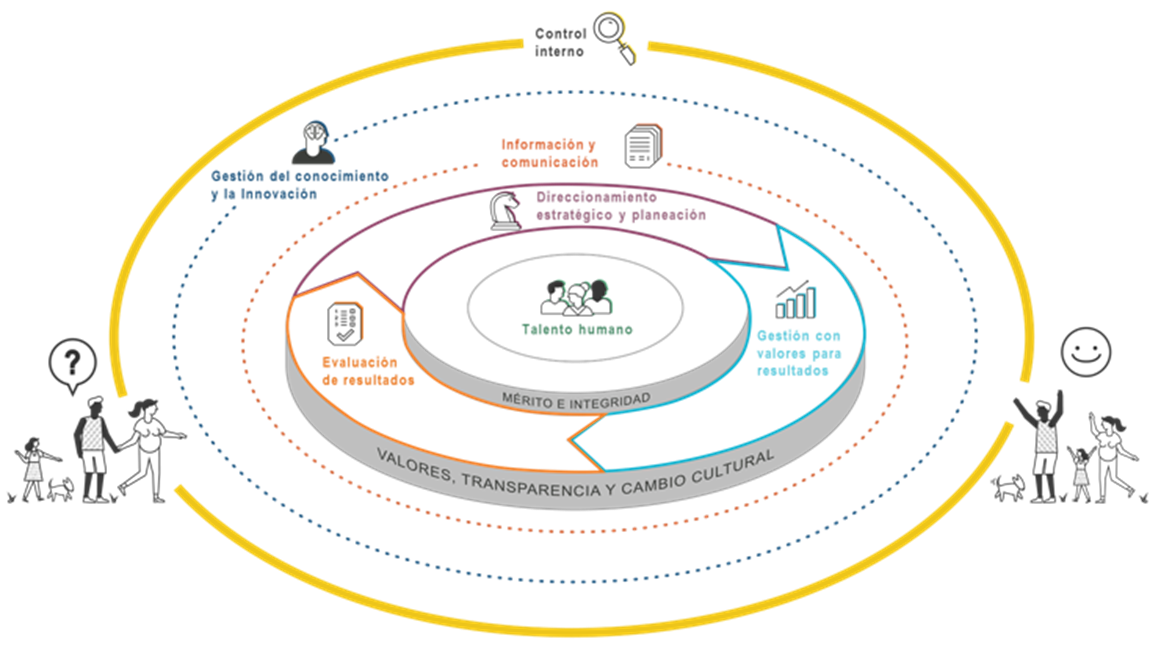 Control
interno
Gestión del conocimiento
y la Innovación
Información y
comunicación
Direccionamiento
estratégico y planeación
Talento humano
Gestión con
valores para
resultados
Evaluación
de resultados
MÉRITO E INTEGRIDAD
VALORES, TRANSPARENCIA Y CAMBIO CULTURAL
?